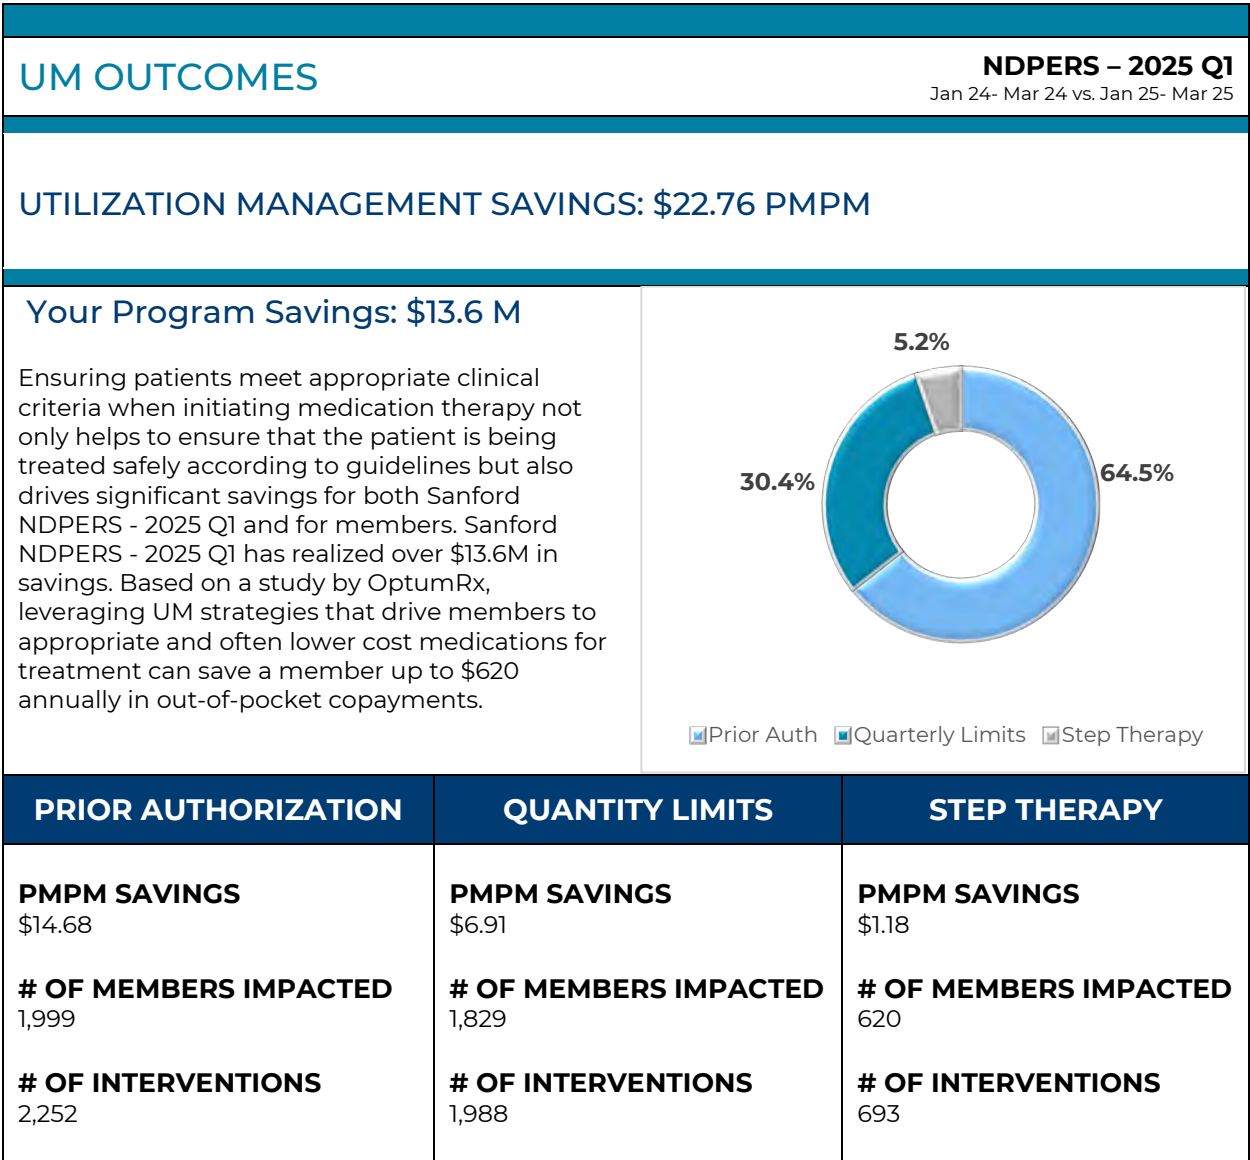 UM OUTCOMES
NDPERS – 2025 Q1
Jan 24- Mar 24 vs. Jan 25- Mar 25
UTILIZATION MANAGEMENT SAVINGS: $22.76 PMPM
Your Program Savings: $13.6 M
Ensuring patients meet appropriate clinical
criteria when initiating medication therapy not
only helps to ensure that the patient is being
treated safely according to guidelines but also
drives significant savings for both Sanford
NDPERS - 2025 Q1 and for members. Sanford
NDPERS - 2025 Q1 has realized over $13.6M in
savings. Based on a study by OptumRx,
leveraging UM strategies that drive members to
appropriate and often lower cost medications for
treatment can save a member up to $620
annually in out-of-pocket copayments.
5.2%
30.4%
64.5%
Prior Auth Quarterly Limits Step Therapy
PRIOR AUTHORIZATION
PMPM SAVINGS
$14.68
# OF MEMBERS IMPACTED
1,999
# OF INTERVENTIONS
2,252
QUANTITY LIMITS
PMPM SAVINGS
$6.91
# OF MEMBERS IMPACTED
1,829
# OF INTERVENTIONS
1,988
STEP THERAPY
PMPM SAVINGS
$1.18
# OF MEMBERS IMPACTED
620
# OF INTERVENTIONS
693